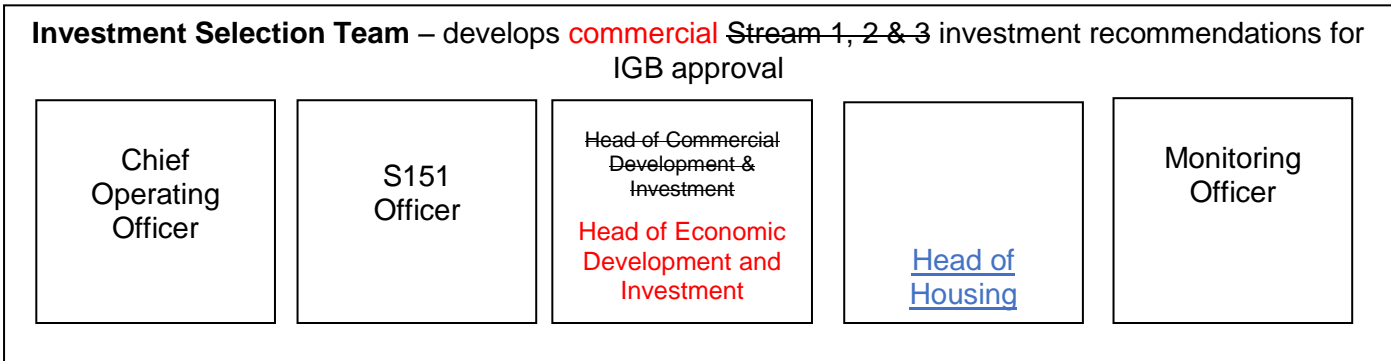 Investment Selection Team – develops commercial Stream 1, 2 & 3 investment recommendations for
IGB approval
Chief
Operating
Officer
S151
Officer
Head of Commercial
Development &
Investment
Head of Economic
Development and
Investment
Head of
Housing
Monitoring
Officer